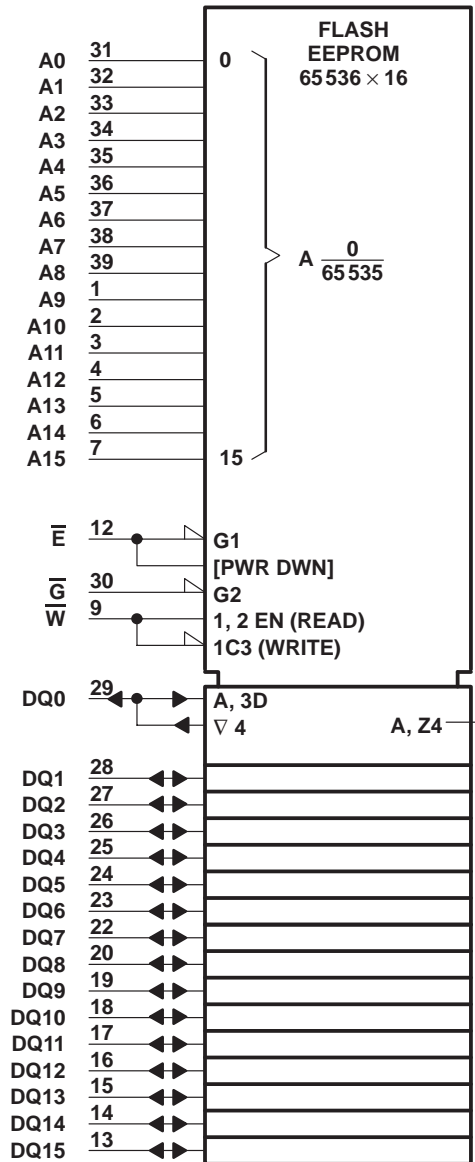 FLASH
EEPROM
65 536 × 16
A0 31 0
A1 32
A2 33
A3 34
A4 35
A5 36
A6 37
A7 38
A8 39
A 0
65 535
A9 1
A10 2
A11 3
A12 4
A13 5
A14 6
A15 7 15
E̅ 12 G1
[PWR DWN]
G̅ 30 G2
W̅ 9 1, 2 EN (READ)
1C3 (WRITE)
DQ0 29 A, 3D
∇ 4 A, Z4
DQ1 28
DQ2 27
DQ3 26
DQ4 25
DQ5 24
DQ6 23
DQ7 22
DQ8 20
DQ9 19
DQ10 18
DQ11 17
DQ12 16
DQ13 15
DQ14 14
DQ15 13